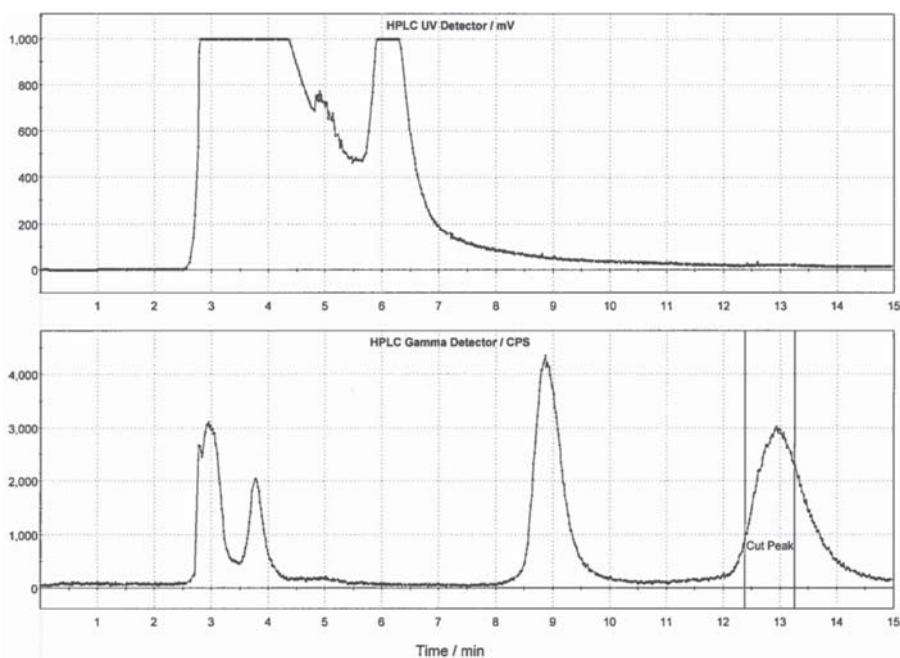 HPLC UV Detector / mV
1,000
800
600
400
200
0
1 2 3 4 5 6 7 8 9 10 11 12 13 14 15
HPLC Gamma Detector / CPS
4,000
3,000
2,000
1,000
0
Cut Peak
1 2 3 4 5 6 7 8 9 10 11 12 13 14 15
Time / min